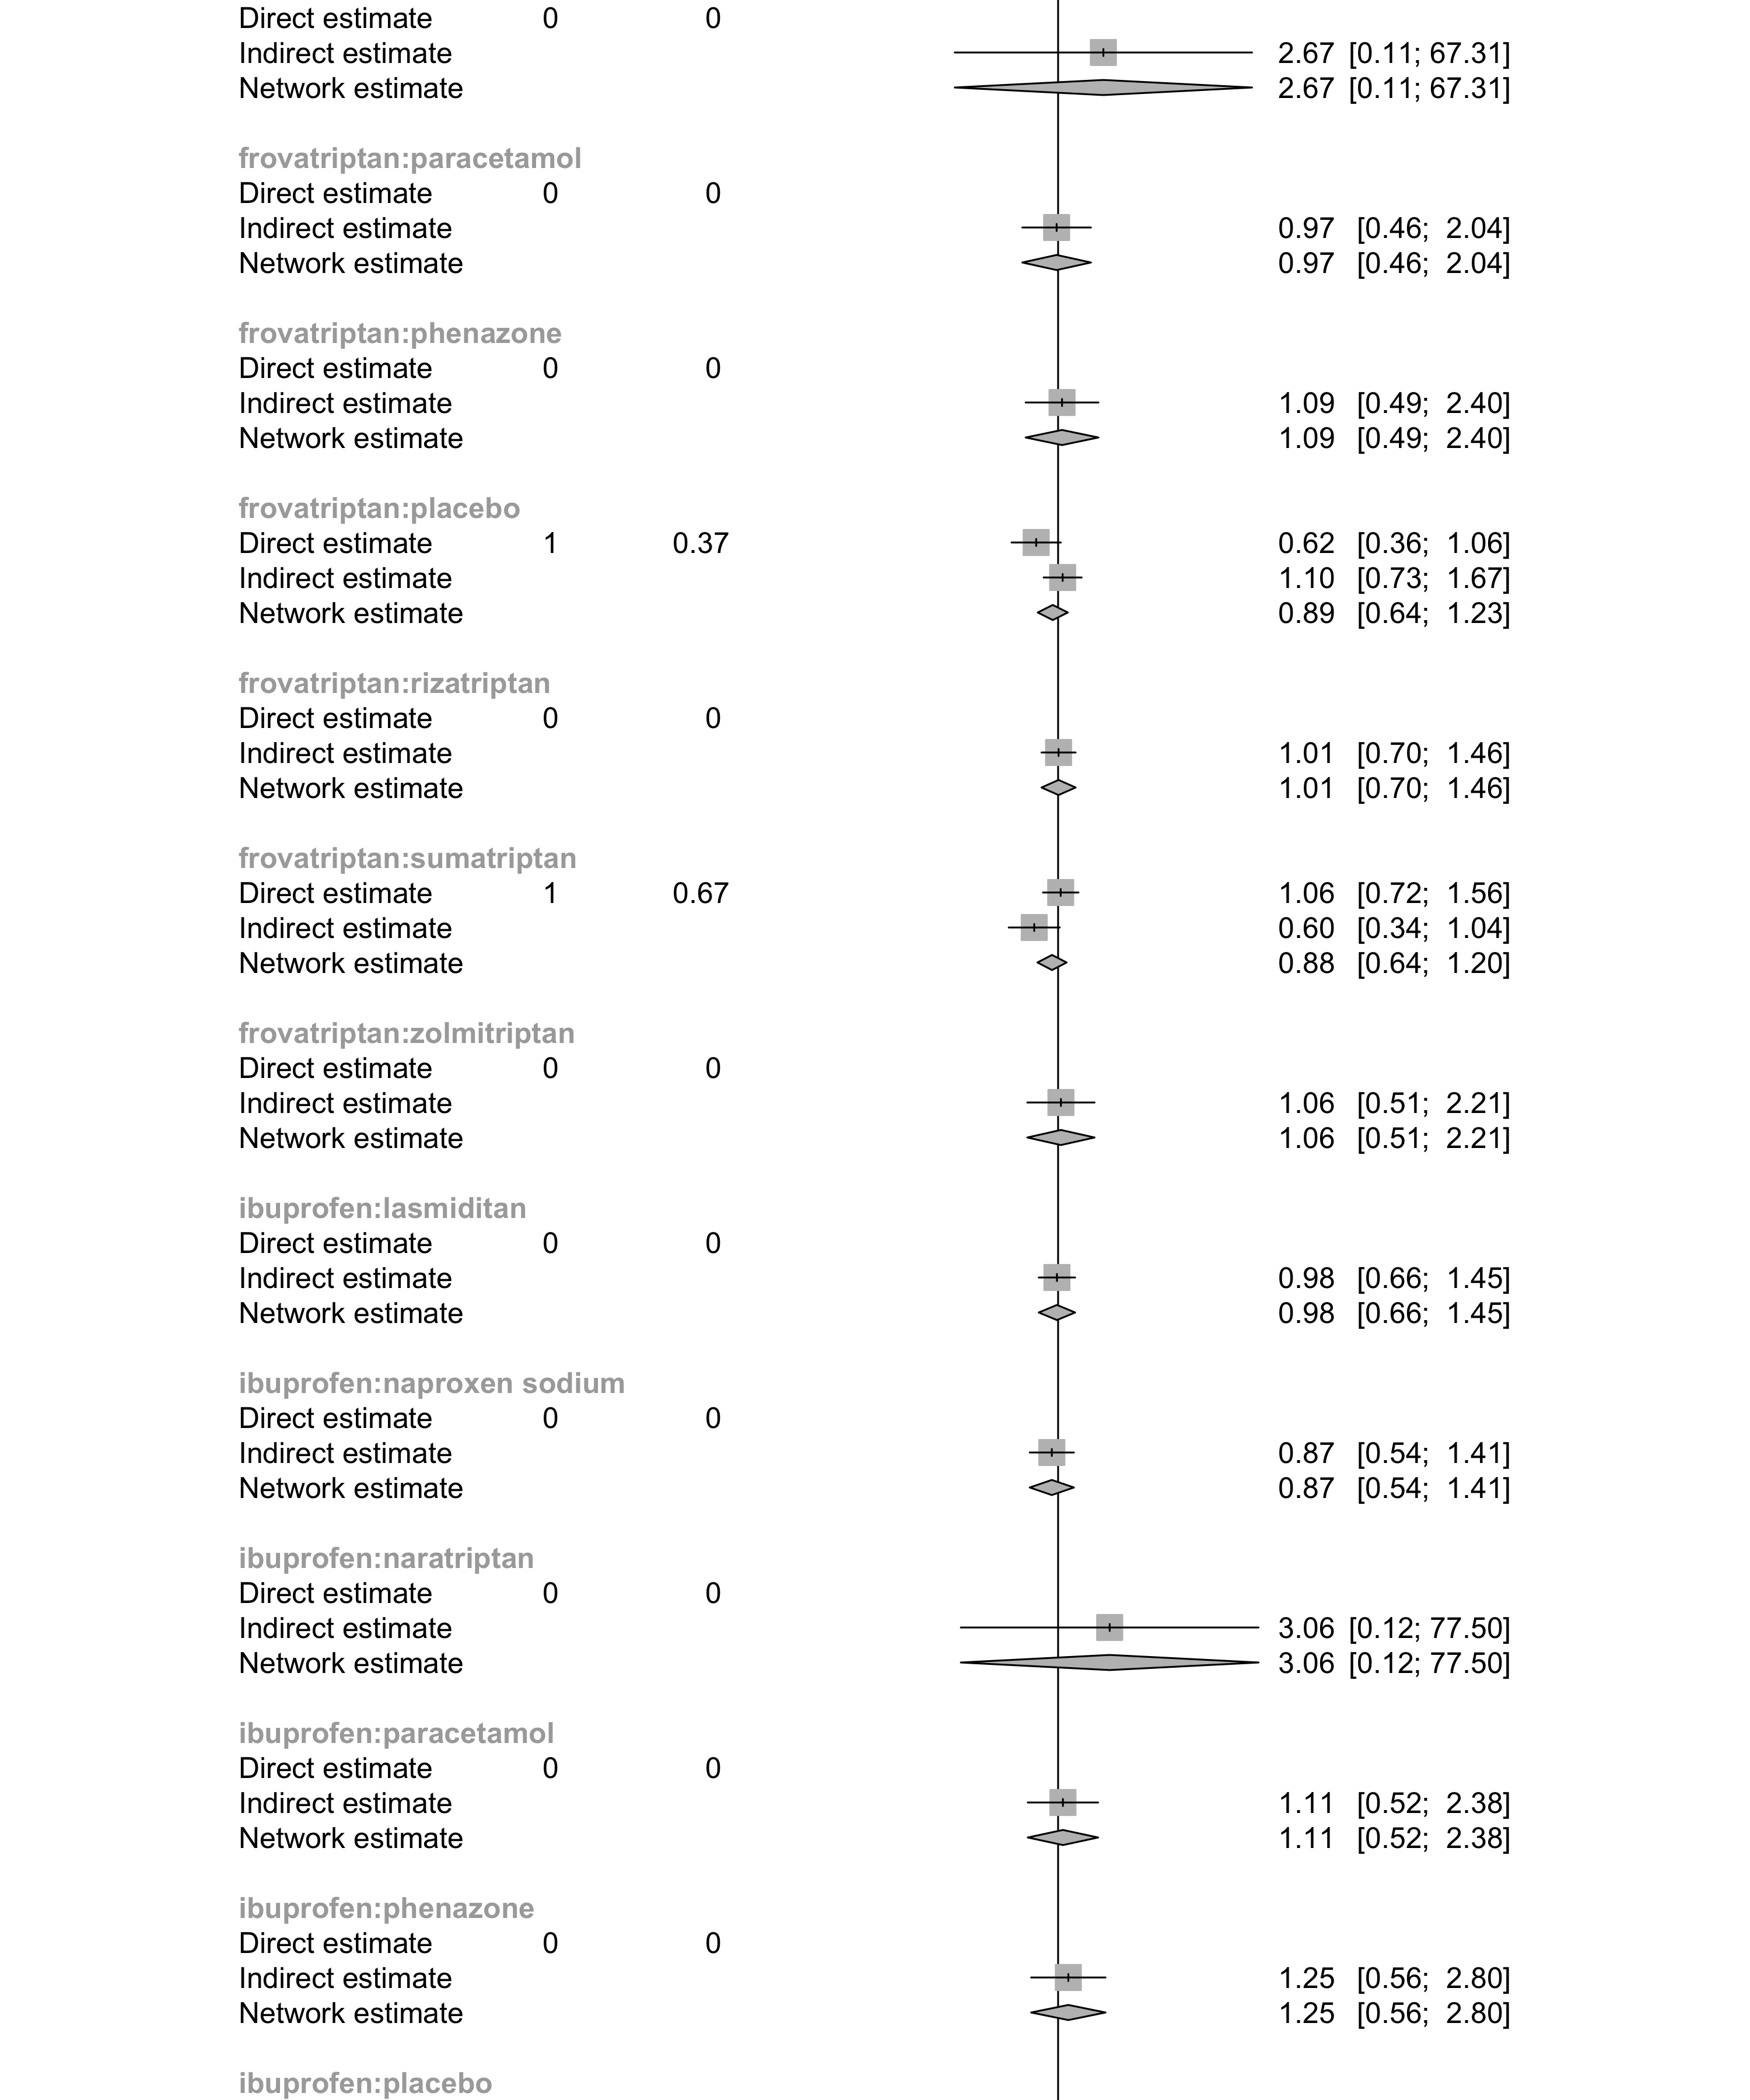 Direct estimate 0 0
Indirect estimate 2.67 [0.11; 67.31]
Network estimate 2.67 [0.11; 67.31]
frovatriptan:paracetamol
Direct estimate 0 0
Indirect estimate 0.97 [0.46; 2.04]
Network estimate 0.97 [0.46; 2.04]
frovatriptan:phenazone
Direct estimate 0 0
Indirect estimate 1.09 [0.49; 2.40]
Network estimate 1.09 [0.49; 2.40]
frovatriptan:placebo
Direct estimate 1 0.37 0.62 [0.36; 1.06]
Indirect estimate 1.10 [0.73; 1.67]
Network estimate 0.89 [0.64; 1.23]
frovatriptan:rizatriptan
Direct estimate 0 0
Indirect estimate 1.01 [0.70; 1.46]
Network estimate 1.01 [0.70; 1.46]
frovatriptan:sumatriptan
Direct estimate 1 0.67 1.06 [0.72; 1.56]
Indirect estimate 0.60 [0.34; 1.04]
Network estimate 0.88 [0.64; 1.20]
frovatriptan:zolmitriptan
Direct estimate 0 0
Indirect estimate 1.06 [0.51; 2.21]
Network estimate 1.06 [0.51; 2.21]
ibuprofen:lasmiditan
Direct estimate 0 0
Indirect estimate 0.98 [0.66; 1.45]
Network estimate 0.98 [0.66; 1.45]
ibuprofen:naproxen sodium
Direct estimate 0 0
Indirect estimate 0.87 [0.54; 1.41]
Network estimate 0.87 [0.54; 1.41]
ibuprofen:naratriptan
Direct estimate 0 0
Indirect estimate 3.06 [0.12; 77.50]
Network estimate 3.06 [0.12; 77.50]
ibuprofen:paracetamol
Direct estimate 0 0
Indirect estimate 1.11 [0.52; 2.38]
Network estimate 1.11 [0.52; 2.38]
ibuprofen:phenazone
Direct estimate 0 0
Indirect estimate 1.25 [0.56; 2.80]
Network estimate 1.25 [0.56; 2.80]
ibuprofen:placebo